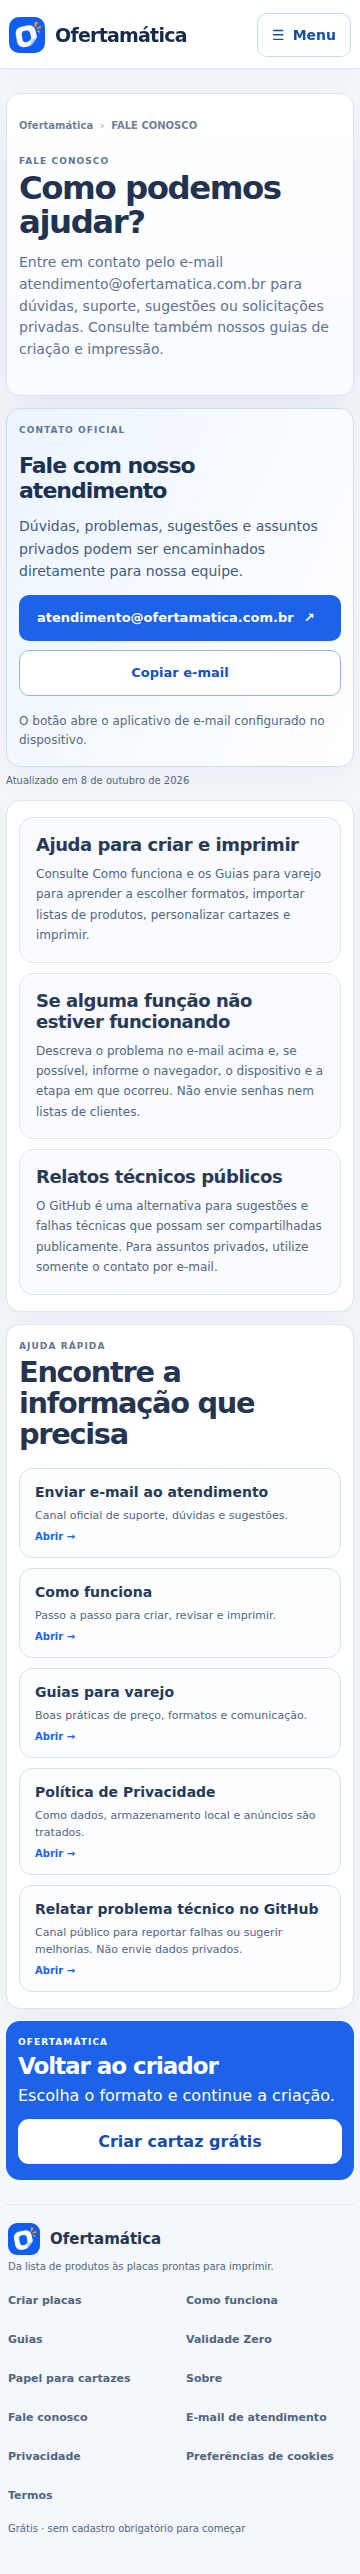 Ofertamática
☰ Menu
Ofertamática › FALE CONOSCO
FALE CONOSCO
Como podemos
ajudar?
Entre em contato pelo e-mail
atendimento@ofertamatica.com.br para
dúvidas, suporte, sugestões ou solicitações
privadas. Consulte também nossos guias de
criação e impressão.
CONTATO OFICIAL
Fale com nosso
atendimento
Dúvidas, problemas, sugestões e assuntos
privados podem ser encaminhados
diretamente para nossa equipe.
atendimento@ofertamatica.com.br ↗
Copiar e-mail
O botão abre o aplicativo de e-mail configurado no
dispositivo.
Atualizado em 8 de outubro de 2026
Ajuda para criar e imprimir
Consulte Como funciona e os Guias para varejo
para aprender a escolher formatos, importar
listas de produtos, personalizar cartazes e
imprimir.
Se alguma função não
estiver funcionando
Descreva o problema no e-mail acima e, se
possível, informe o navegador, o dispositivo e a
etapa em que ocorreu. Não envie senhas nem
listas de clientes.
Relatos técnicos públicos
O GitHub é uma alternativa para sugestões e
falhas técnicas que possam ser compartilhadas
publicamente. Para assuntos privados, utilize
somente o contato por e-mail.
AJUDA RÁPIDA
Encontre a
informação que
precisa
Enviar e-mail ao atendimento
Canal oficial de suporte, dúvidas e sugestões.
Abrir →
Como funciona
Passo a passo para criar, revisar e imprimir.
Abrir →
Guias para varejo
Boas práticas de preço, formatos e comunicação.
Abrir →
Política de Privacidade
Como dados, armazenamento local e anúncios são
tratados.
Abrir →
Relatar problema técnico no GitHub
Canal público para reportar falhas ou sugerir
melhorias. Não envie dados privados.
Abrir →
OFERTAMÁTICA
Voltar ao criador
Escolha o formato e continue a criação.
Criar cartaz grátis
Ofertamática
Da lista de produtos às placas prontas para imprimir.
Criar placas
Como funciona
Guias
Validade Zero
Papel para cartazes
Sobre
Fale conosco
E-mail de atendimento
Privacidade
Preferências de cookies
Termos
Grátis · sem cadastro obrigatório para começar